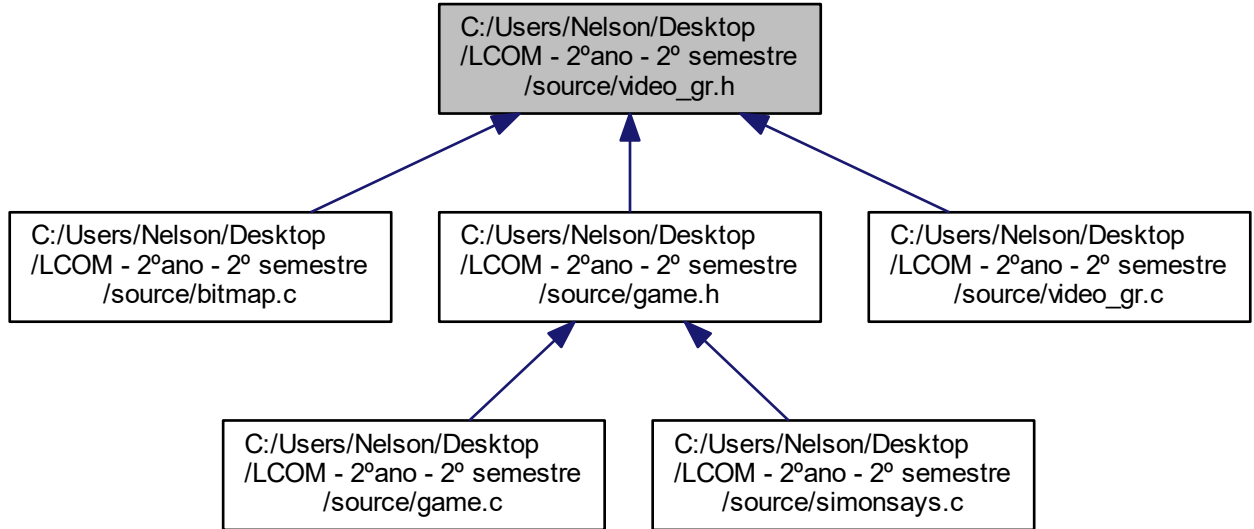 C:/Users/Nelson/Desktop
/LCOM - 2ºano - 2º semestre
/source/video_gr.h
C:/Users/Nelson/Desktop
/LCOM - 2ºano - 2º semestre
/source/bitmap.c
C:/Users/Nelson/Desktop
/LCOM - 2ºano - 2º semestre
/source/game.h
C:/Users/Nelson/Desktop
/LCOM - 2ºano - 2º semestre
/source/video_gr.c
C:/Users/Nelson/Desktop
/LCOM - 2ºano - 2º semestre
/source/game.c
C:/Users/Nelson/Desktop
/LCOM - 2ºano - 2º semestre
/source/simonsays.c